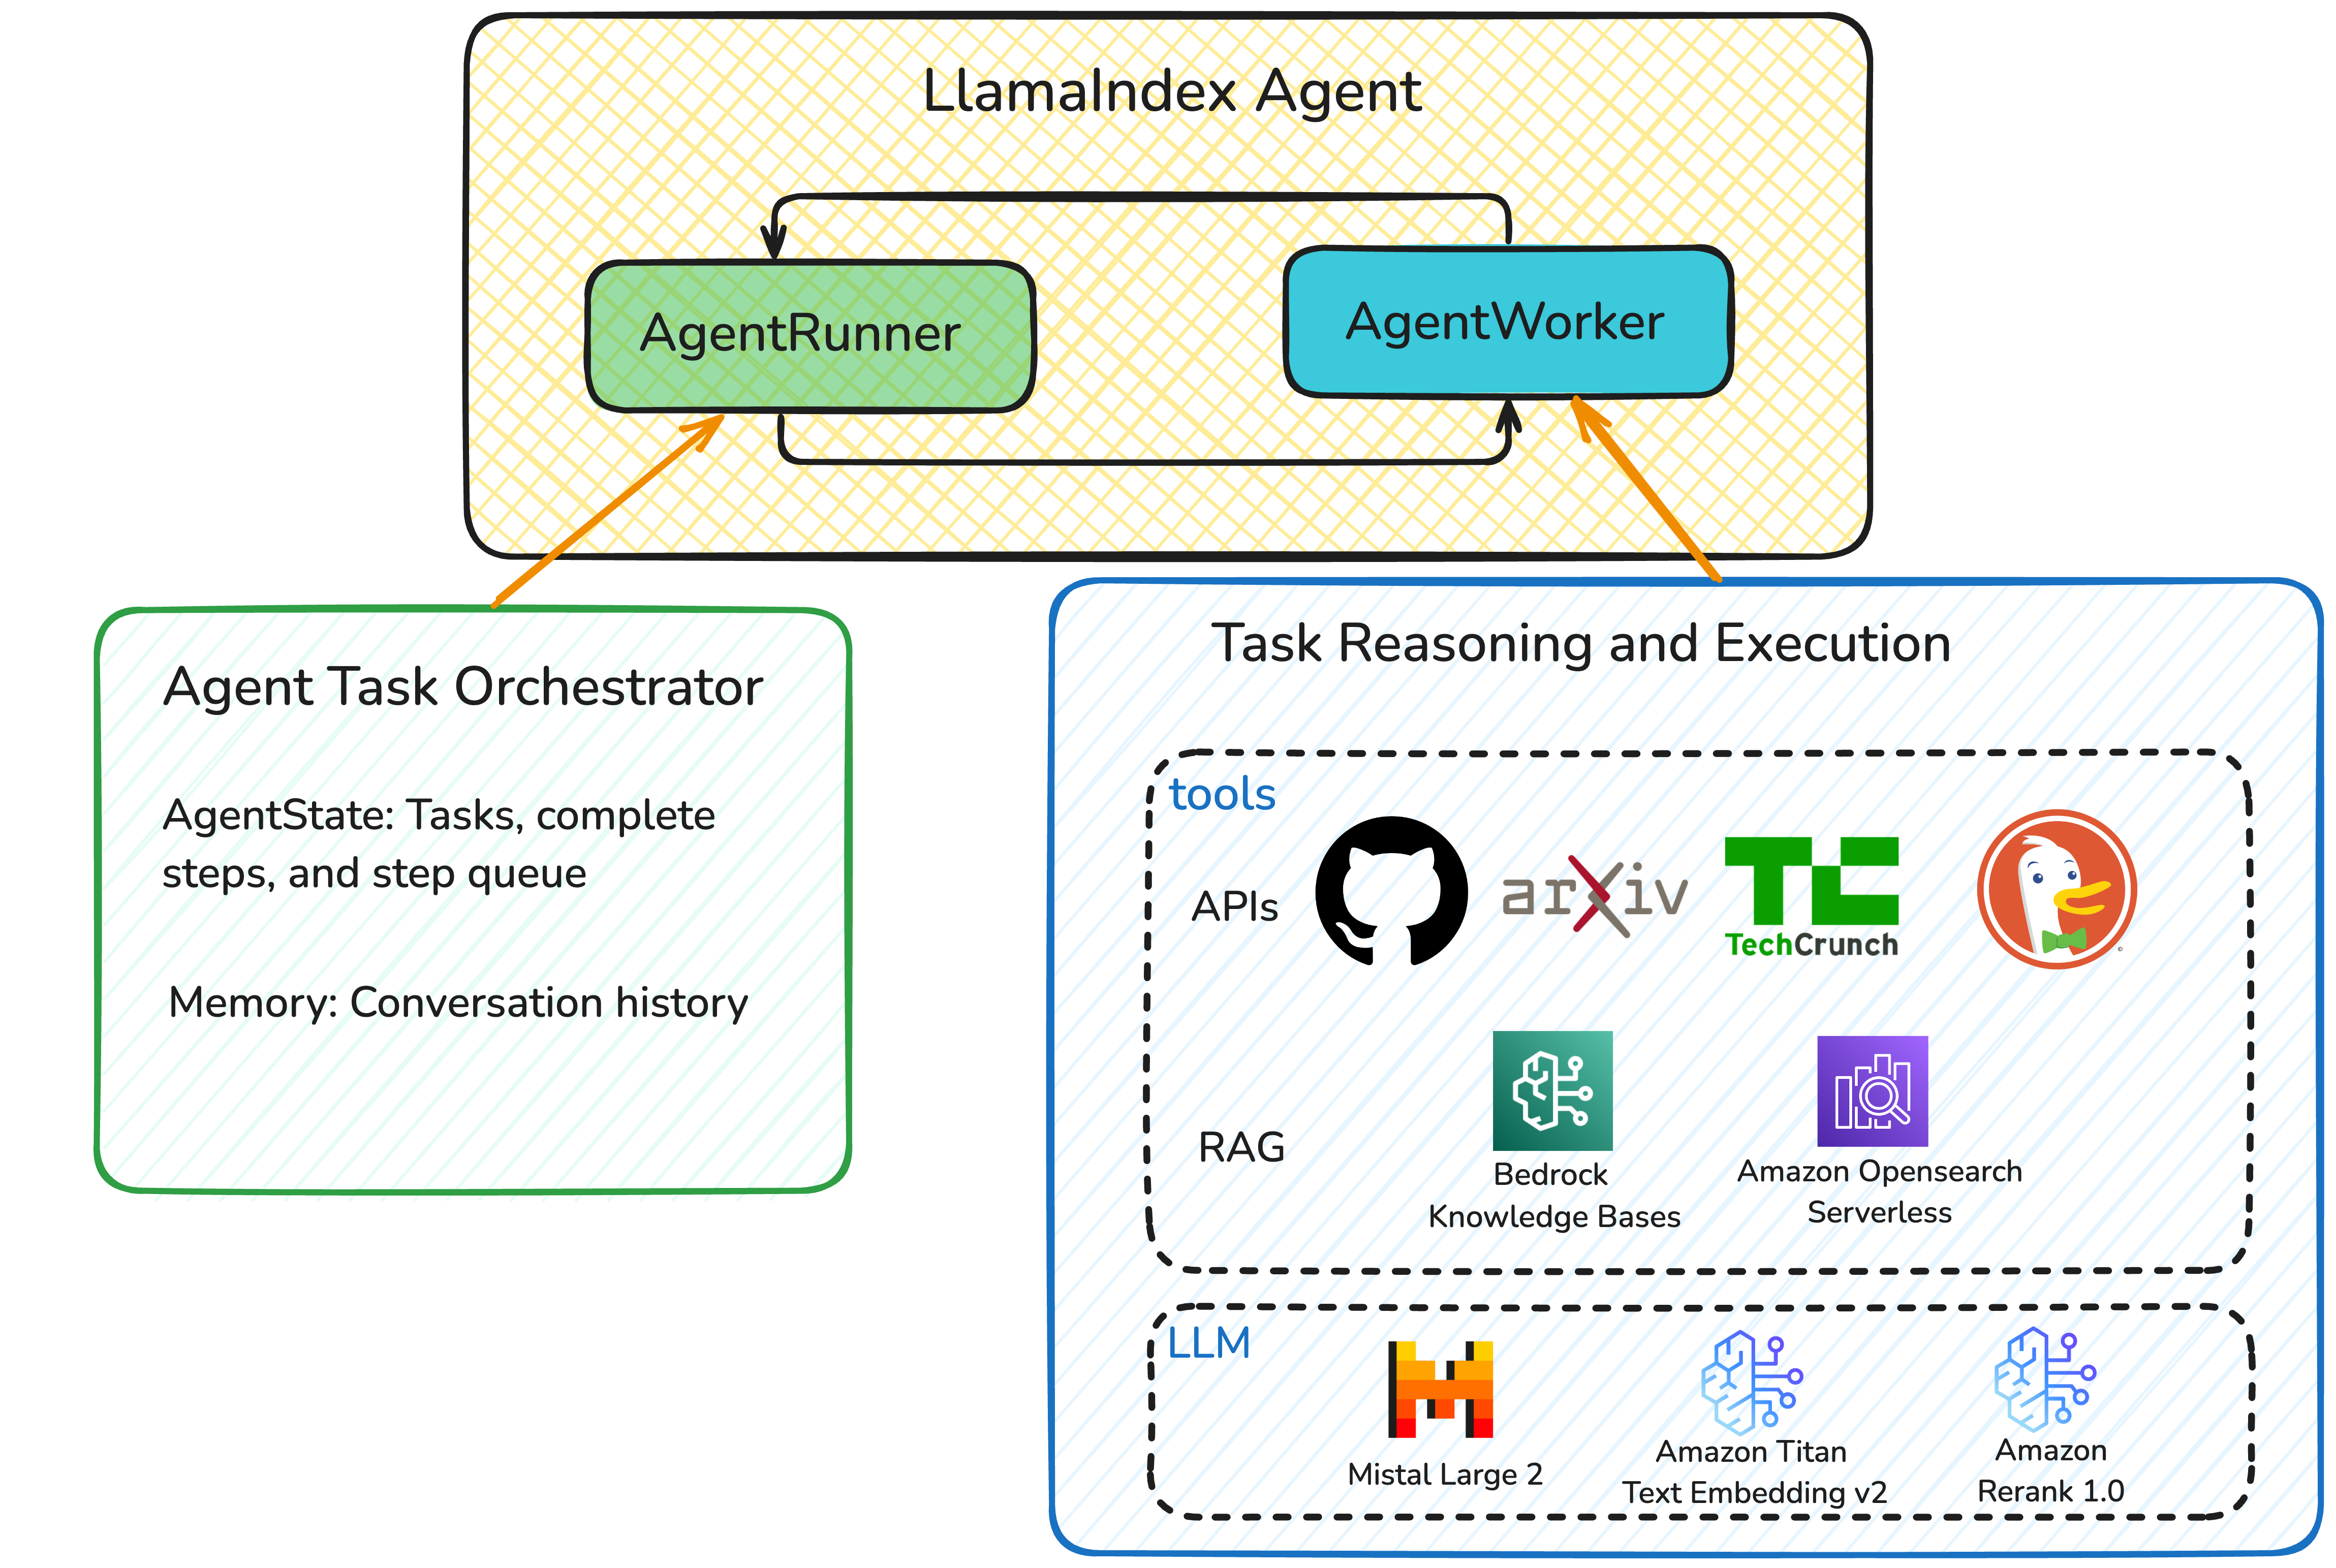 LlamaIndex Agent
AgentRunner
AgentWorker
Agent Task Orchestrator
AgentState: Tasks, complete
steps, and step queue
Memory: Conversation history
Task Reasoning and Execution
tools
APIs
arXiv
TC
TechCrunch
RAG
Bedrock
Knowledge Bases
Amazon Opensearch
Serverless
LLM
Mistal Large 2
Amazon Titan
Text Embedding v2
Amazon
Rerank 1.0